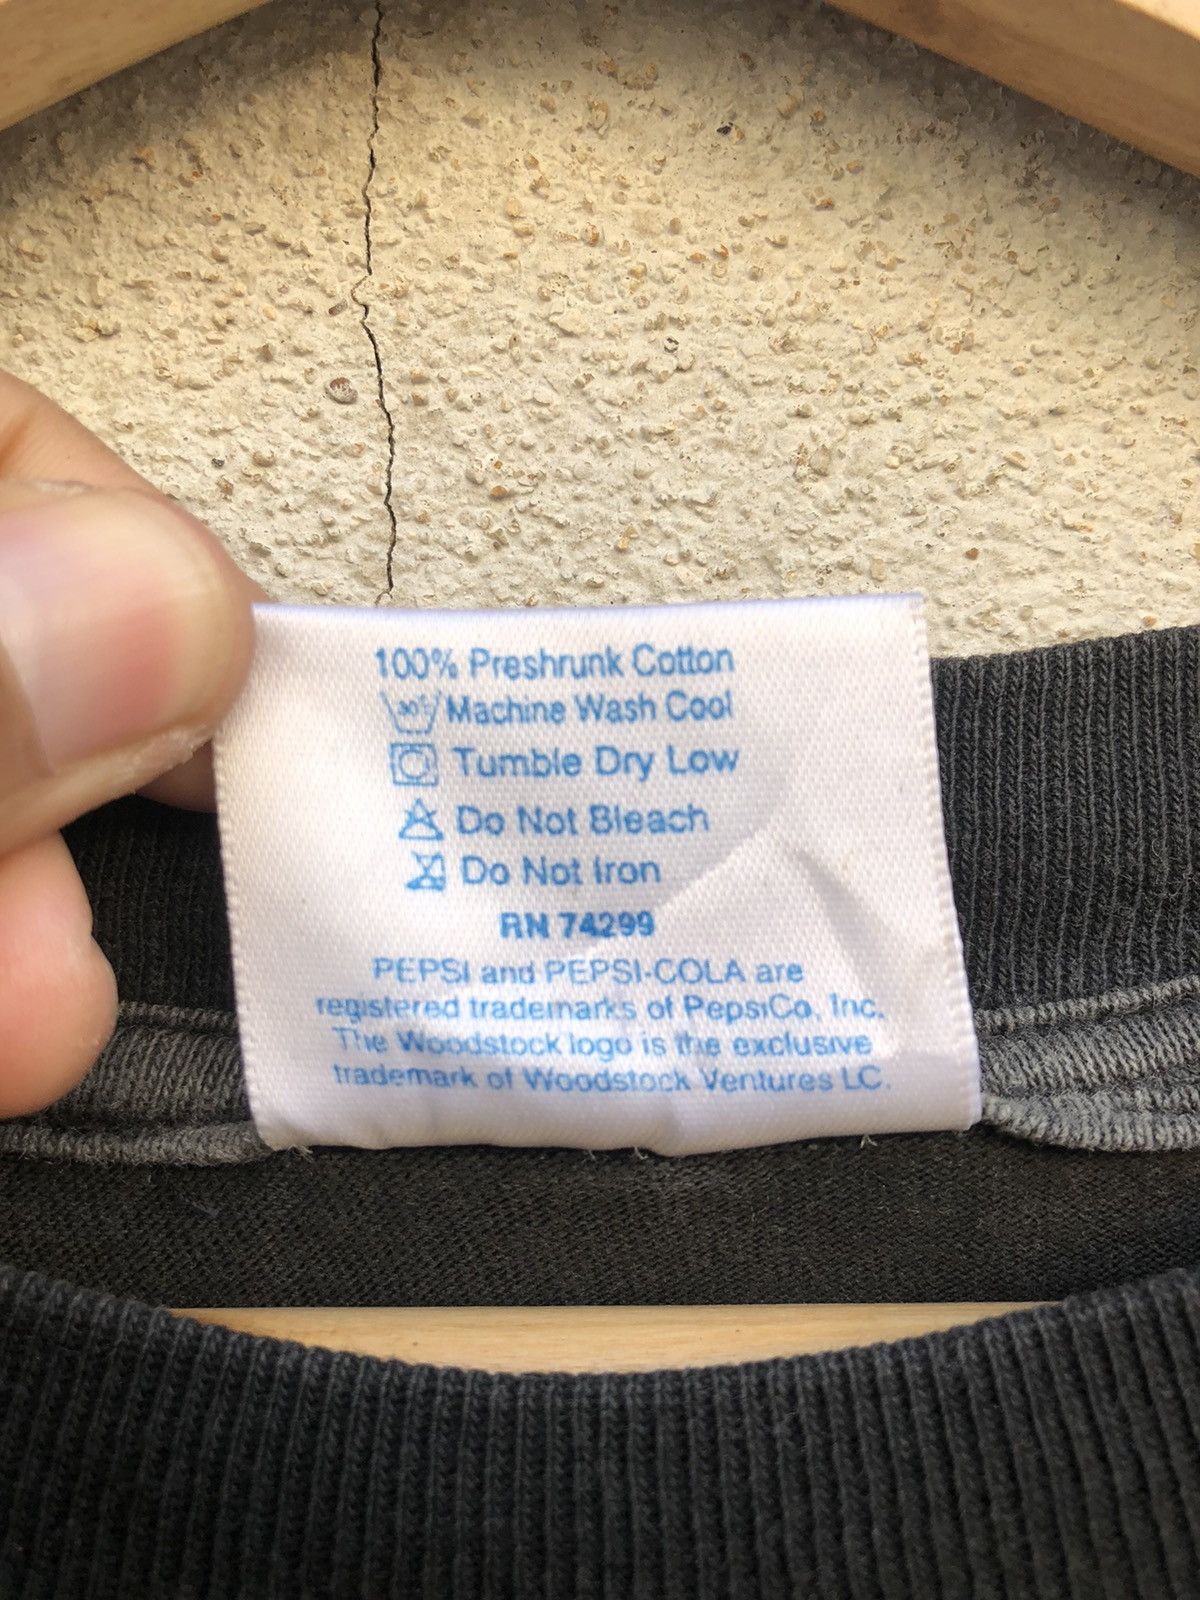 100% Preshrunk Cotton
30° Machine Wash Cool
Tumble Dry Low
Do Not Bleach
Do Not Iron
RN 74299
PEPSI and PEPSI-COLA are
registered trademarks of PepsiCo, Inc.
The Woodstock logo is the exclusive
trademark of Woodstock Ventures LC.